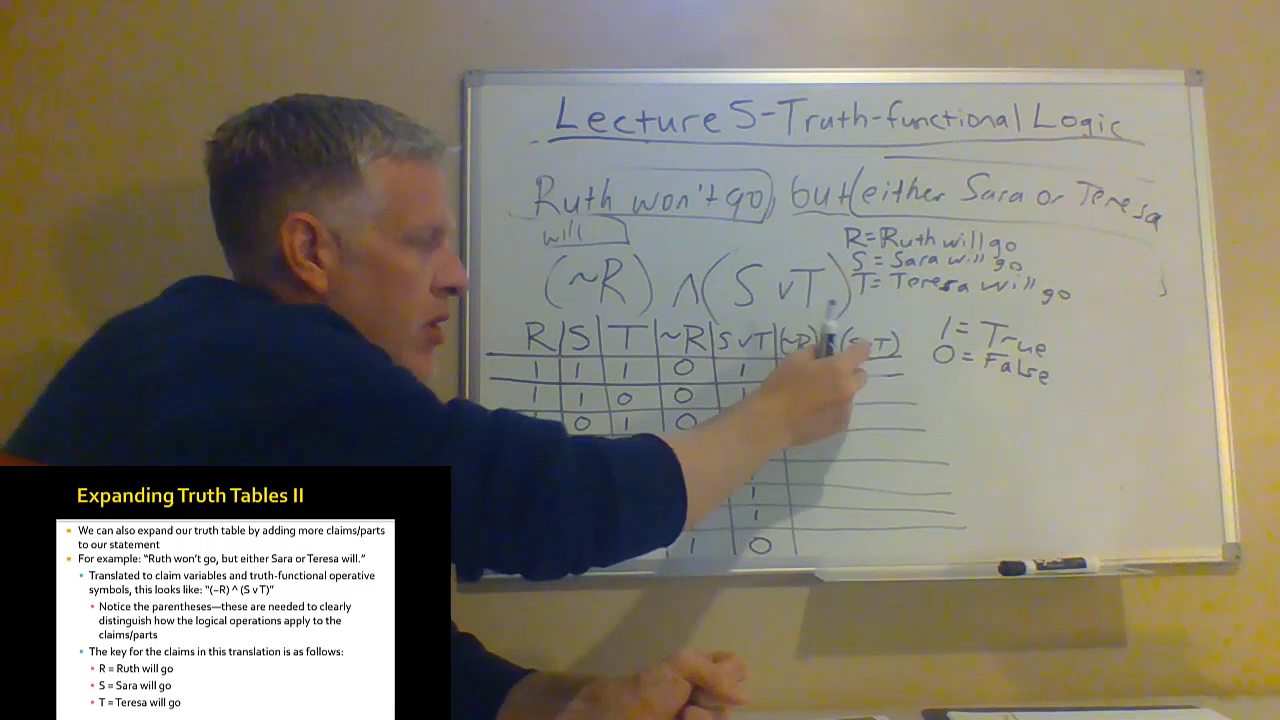 Lecture 5-Truth-functional Logic
Ruth won't go, but (either Sara or Teresa
will.
(~R) ∧ (S v T)
R = Ruth will go
S = Sara will go
T = Teresa will go
1 = True
0 = False
R S T ~R S v T (~R)
1 1 1 0 1
1 1 0 0 1
1 0 1 0
1
1
1 0
Expanding Truth Tables II
We can also expand our truth table by adding more claims/parts
to our statement
For example: “Ruth won’t go, but either Sara or Teresa will.”
Translated to claim variables and truth-functional operative
symbols, this looks like: “(~R) ^ (S v T)”
Notice the parentheses—these are needed to clearly
distinguish how the logical operations apply to the
claims/parts
The key for the claims in this translation is as follows:
R = Ruth will go
S = Sara will go
T = Teresa will go